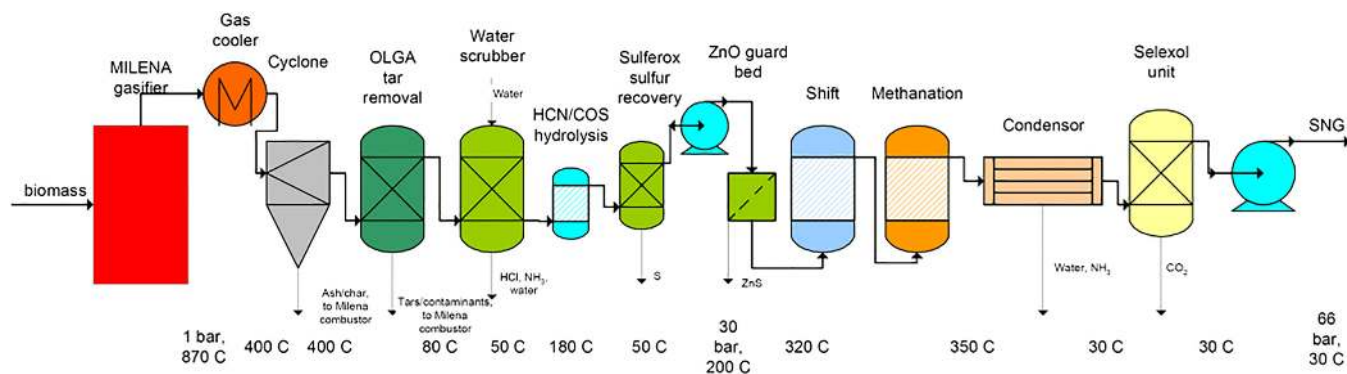 MILENA
gasifier
Gas
cooler
Cyclone
OLGA
tar
removal
Water
scrubber
Water
HCN/COS
hydrolysis
Sulferox
sulfur
recovery
ZnO guard
bed
Shift
Methanation
Condensor
Selexol
unit
SNG
biomass
Ash/char,
to Milena
combustor
Tars/contaminants,
to Milena
combustor
HCl, NH3,
water
S
ZnS
Water, NH3
CO2
1 bar,
870 C
400 C
400 C
80 C
50 C
180 C
50 C
30
bar,
200 C
320 C
350 C
30 C
30 C
66
bar,
30 C